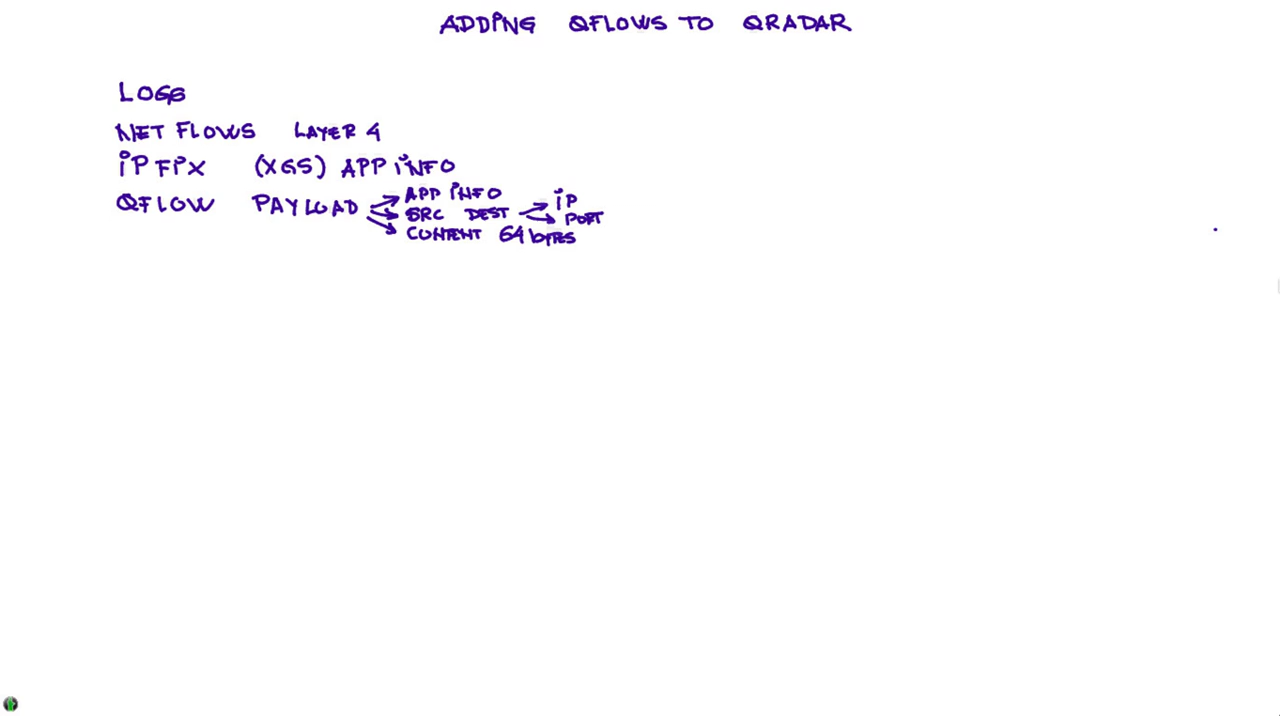 ADDING QFLOWS TO QRADAR
LOGS
NET FLOWS LAYER 4
IPFIX (XGS) APP INFO
QFLOW PAYLOAD
APP INFO
SRC DEST
IP
PORT
CONTENT 64 bYTES